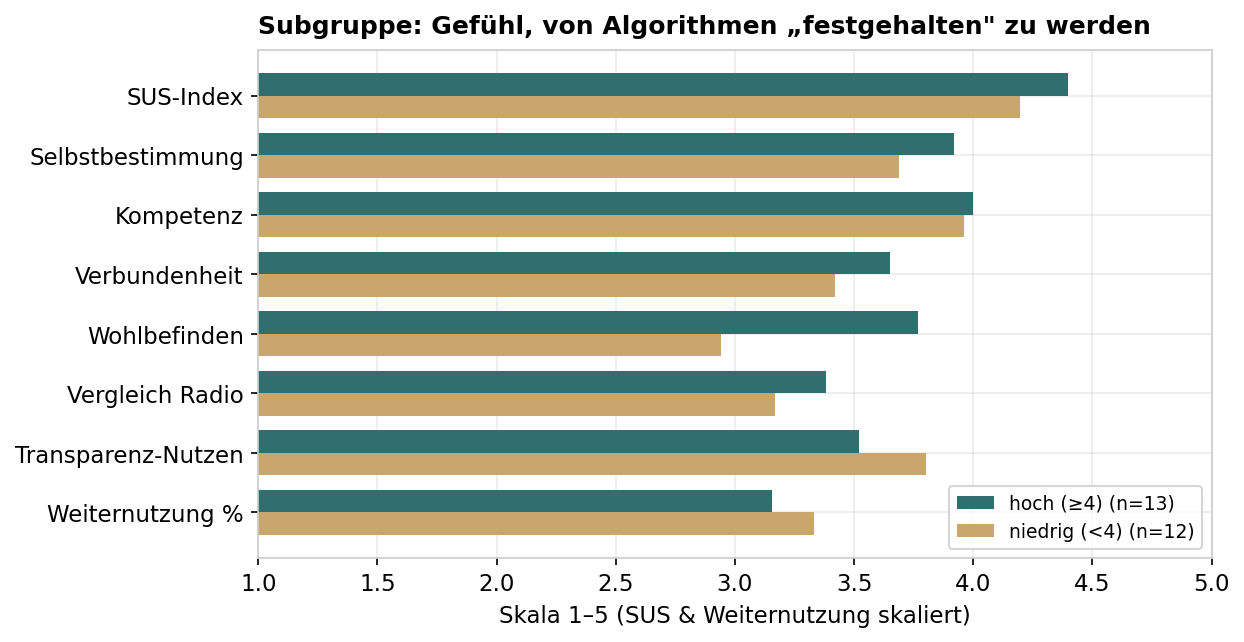 Subgruppe: Gefühl, von Algorithmen „festgehalten" zu werden
SUS-Index
Selbstbestimmung
Kompetenz
Verbundenheit
Wohlbefinden
Vergleich Radio
Transparenz-Nutzen
Weiternutzung %
hoch (≥4) (n=13)
niedrig (<4) (n=12)
1.0 1.5 2.0 2.5 3.0 3.5 4.0 4.5 5.0
Skala 1–5 (SUS & Weiternutzung skaliert)